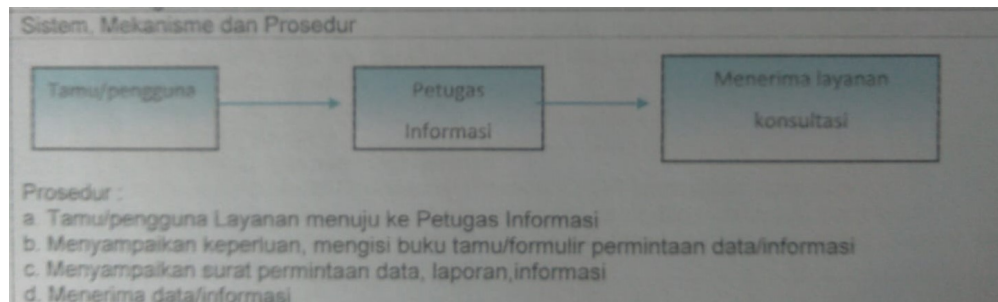 Sistem, Mekanisme dan Prosedur
Tamu/pengguna
Petugas
Informasi
Menerima layanan
konsultasi
Prosedur :
a. Tamu/pengguna Layanan menuju ke Petugas Informasi
b. Menyampaikan keperluan, mengisi buku tamu/formulir permintaan data/informasi
c. Menyampaikan surat permintaan data, laporan,informasi
d. Menerima data/informasi